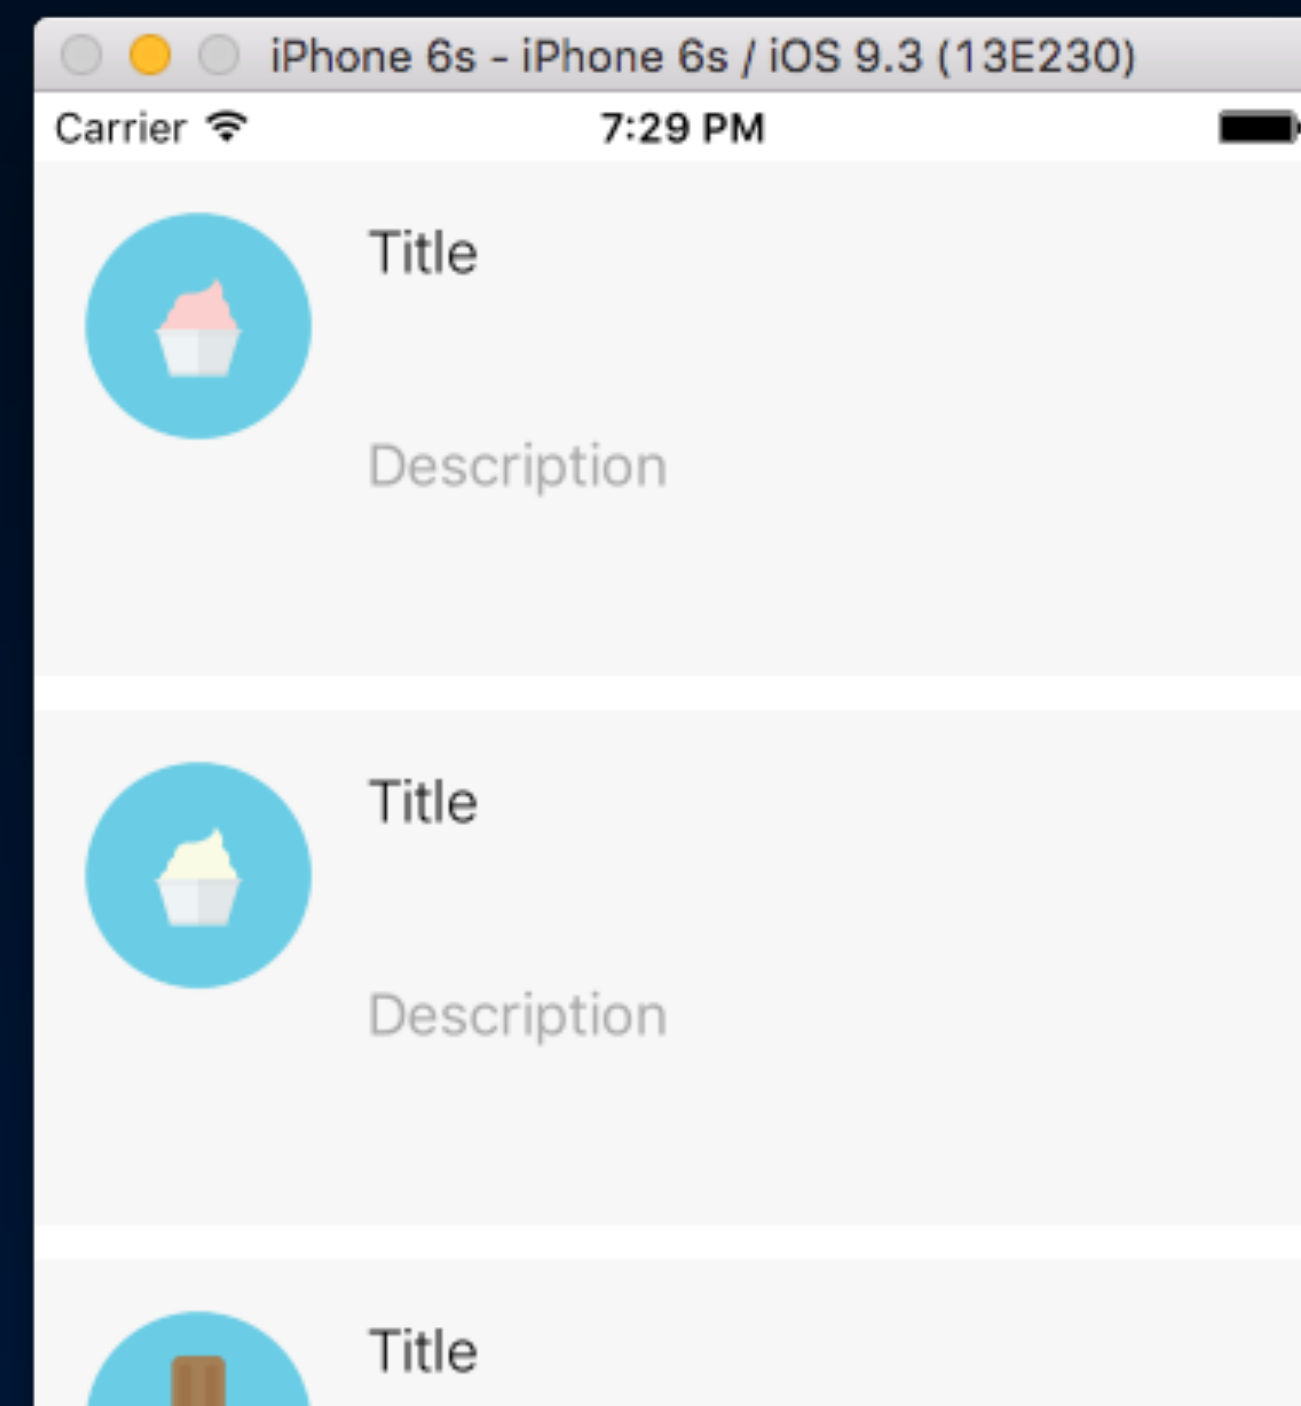 iPhone 6s - iPhone 6s / iOS 9.3 (13E230)
Carrier 7:29 PM
Title
Description
Title
Description
Title